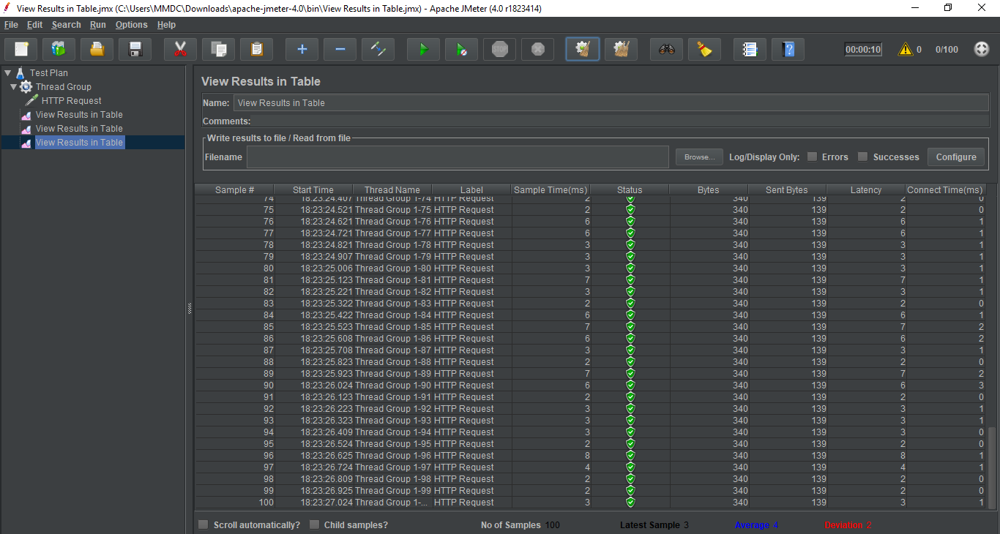 View Results in Table.jmx (C:\Users\MMDC\Downloads\apache-jmeter-4.0\bin\View Results in Table.jmx) - Apache JMeter (4.0 r1823414)
File Edit Search Run Options Help
STOP 00:00:10 0 0/100
Test Plan
Thread Group
HTTP Request
View Results in Table
View Results in Table
View Results in Table
View Results in Table
Name: View Results in Table
Comments:
Write results to file / Read from file
Filename Browse... Log/Display Only: Errors Successes Configure
Sample # Start Time Thread Name Label Sample Time(ms) Status Bytes Sent Bytes Latency Connect Time(ms)
74 18:23:24.407 Thread Group 1-74 HTTP Request 2 340 139 2 0
75 18:23:24.521 Thread Group 1-75 HTTP Request 2 340 139 2 0
76 18:23:24.621 Thread Group 1-76 HTTP Request 6 340 139 6 1
77 18:23:24.721 Thread Group 1-77 HTTP Request 6 340 139 6 1
78 18:23:24.821 Thread Group 1-78 HTTP Request 3 340 139 3 1
79 18:23:24.907 Thread Group 1-79 HTTP Request 3 340 139 3 1
80 18:23:25.006 Thread Group 1-80 HTTP Request 3 340 139 3 1
81 18:23:25.123 Thread Group 1-81 HTTP Request 7 340 139 7 1
82 18:23:25.221 Thread Group 1-82 HTTP Request 3 340 139 3 1
83 18:23:25.322 Thread Group 1-83 HTTP Request 2 340 139 2 0
84 18:23:25.422 Thread Group 1-84 HTTP Request 6 340 139 6 1
85 18:23:25.523 Thread Group 1-85 HTTP Request 7 340 139 7 2
86 18:23:25.608 Thread Group 1-86 HTTP Request 6 340 139 6 2
87 18:23:25.708 Thread Group 1-87 HTTP Request 3 340 139 3 1
88 18:23:25.823 Thread Group 1-88 HTTP Request 2 340 139 2 0
89 18:23:25.923 Thread Group 1-89 HTTP Request 7 340 139 7 2
90 18:23:26.024 Thread Group 1-90 HTTP Request 6 340 139 6 3
91 18:23:26.123 Thread Group 1-91 HTTP Request 2 340 139 2 0
92 18:23:26.223 Thread Group 1-92 HTTP Request 3 340 139 3 1
93 18:23:26.323 Thread Group 1-93 HTTP Request 3 340 139 3 1
94 18:23:26.409 Thread Group 1-94 HTTP Request 3 340 139 3 0
95 18:23:26.524 Thread Group 1-95 HTTP Request 2 340 139 2 0
96 18:23:26.625 Thread Group 1-96 HTTP Request 8 340 139 8 1
97 18:23:26.724 Thread Group 1-97 HTTP Request 4 340 139 4 1
98 18:23:26.809 Thread Group 1-98 HTTP Request 2 340 139 2 0
99 18:23:26.925 Thread Group 1-99 HTTP Request 2 340 139 2 0
100 18:23:27.024 Thread Group 1-... HTTP Request 3 340 139 3 1
Scroll automatically? Child samples? No of Samples 100 Latest Sample 3 Average 4 Deviation 2